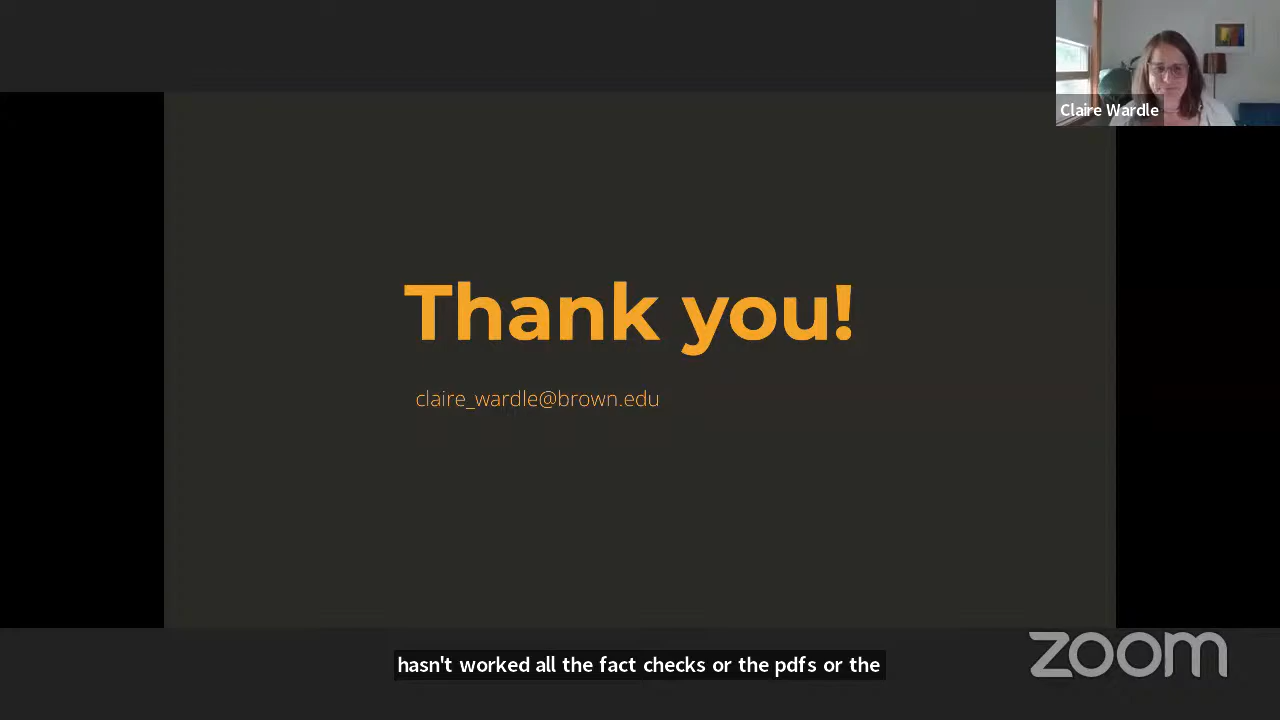 Claire Wardle
Thank you!
claire_wardle@brown.edu
hasn't worked all the fact checks or the pdfs or the
zoom